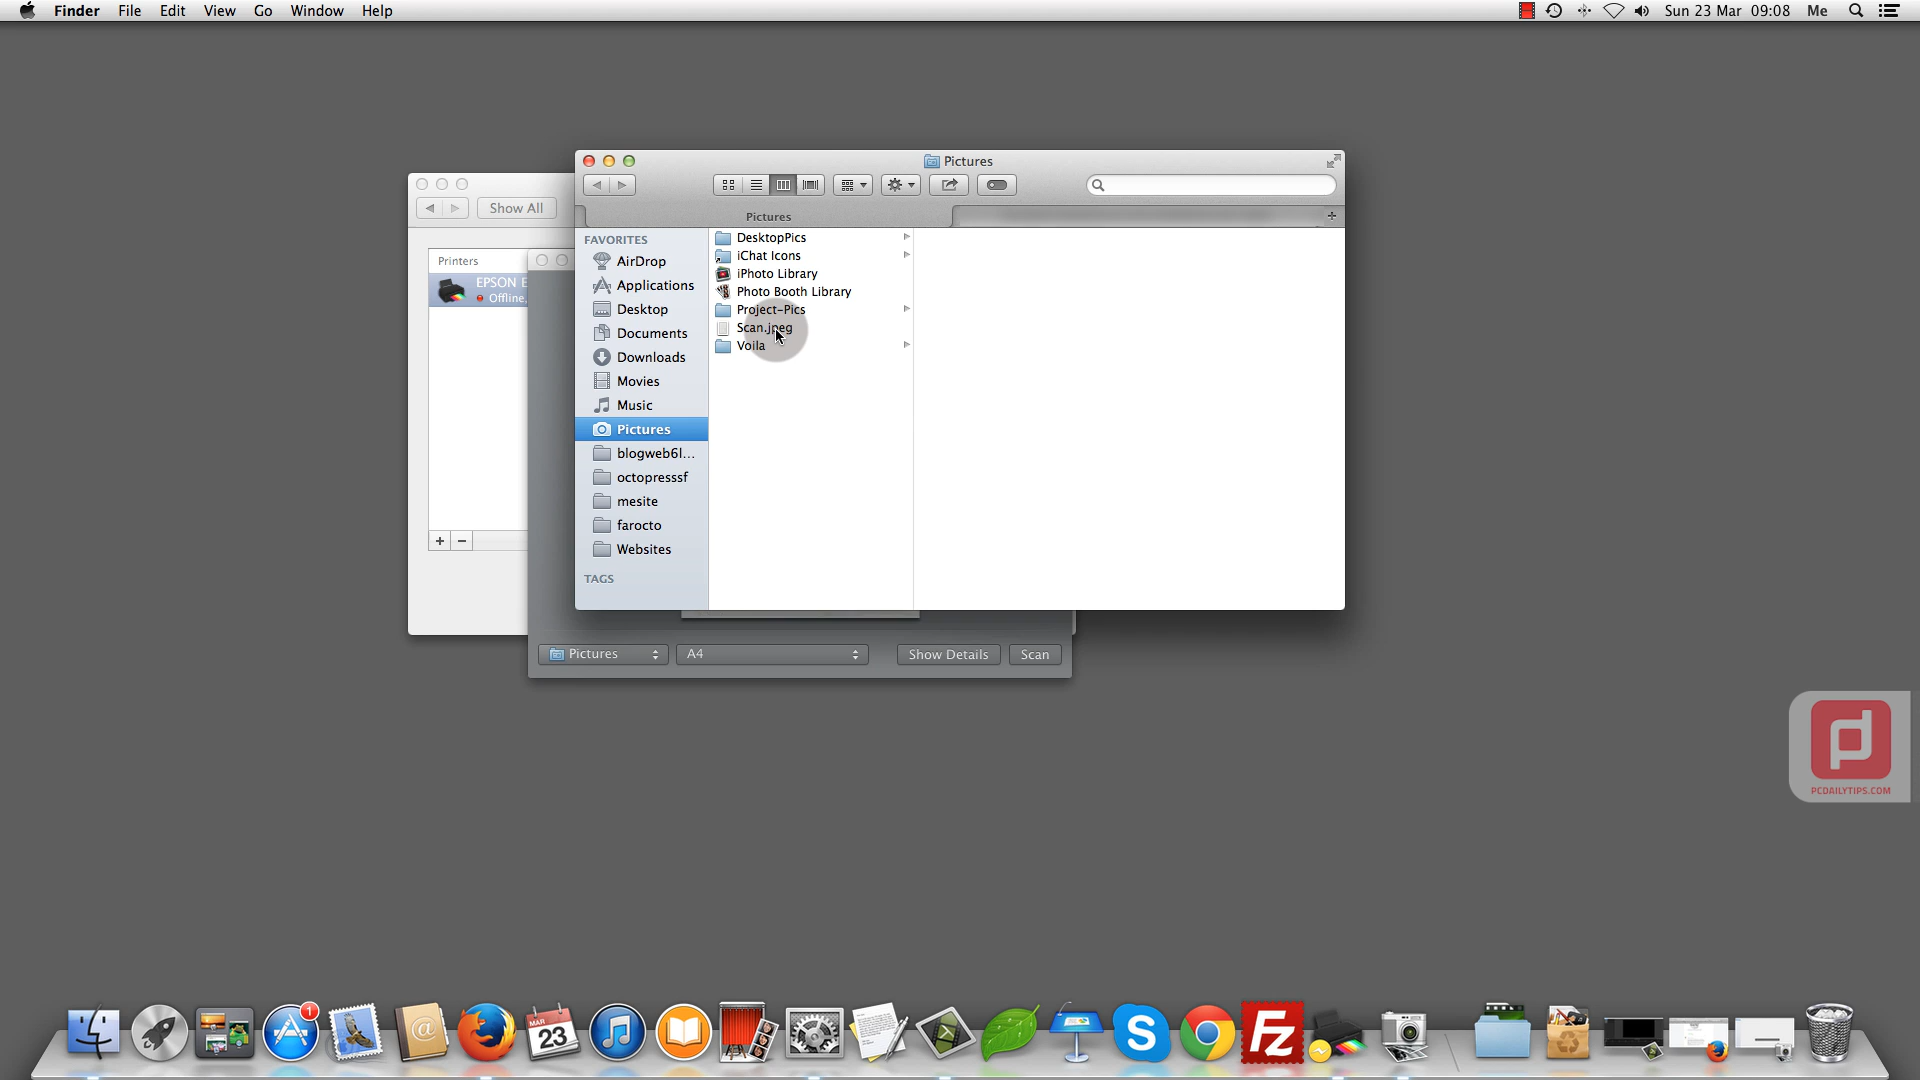 Finder File Edit View Go Window Help
Sun 23 Mar 09:08 Me
Pictures
Show All
Pictures
Printers
EPSON E
Offline,
FAVORITES
AirDrop
Applications
Desktop
Documents
Downloads
Movies
Music
Pictures
blogweb6l...
octopresssf
mesite
farocto
Websites
TAGS
DesktopPics
iChat Icons
iPhoto Library
Photo Booth Library
Project-Pics
Scan.jpeg
Voila
+ −
Pictures
A4
Show Details
Scan
PCDAILYTIPS.COM
1
MAR
23